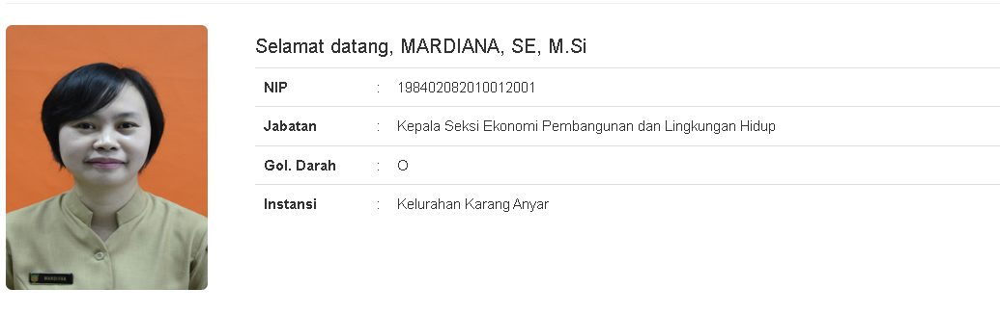 Selamat datang, MARDIANA, SE, M.Si
NIP : 198402082010012001
Jabatan : Kepala Seksi Ekonomi Pembangunan dan Lingkungan Hidup
Gol. Darah : O
Instansi : Kelurahan Karang Anyar
MARDIANA